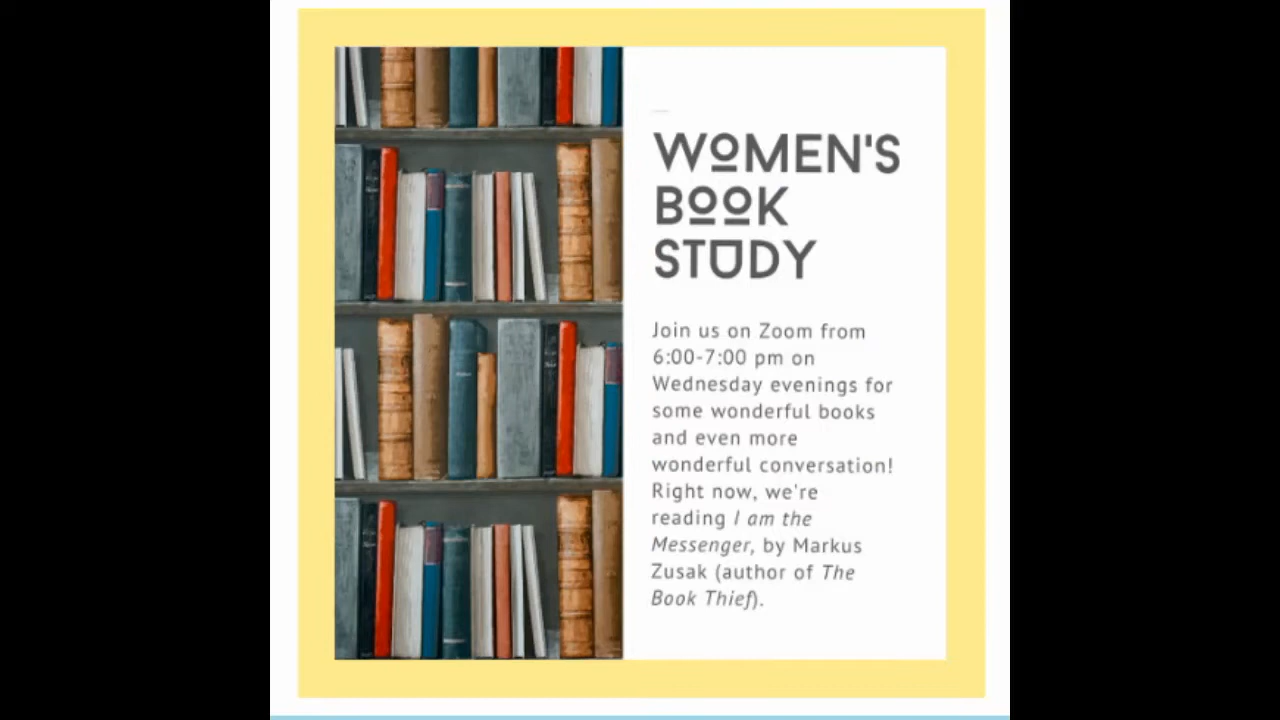 WOMEN'S
BOOK
STUDY
Join us on Zoom from
6:00-7:00 pm on
Wednesday evenings for
some wonderful books
and even more
wonderful conversation!
Right now, we're
reading I am the
Messenger, by Markus
Zusak (author of The
Book Thief).